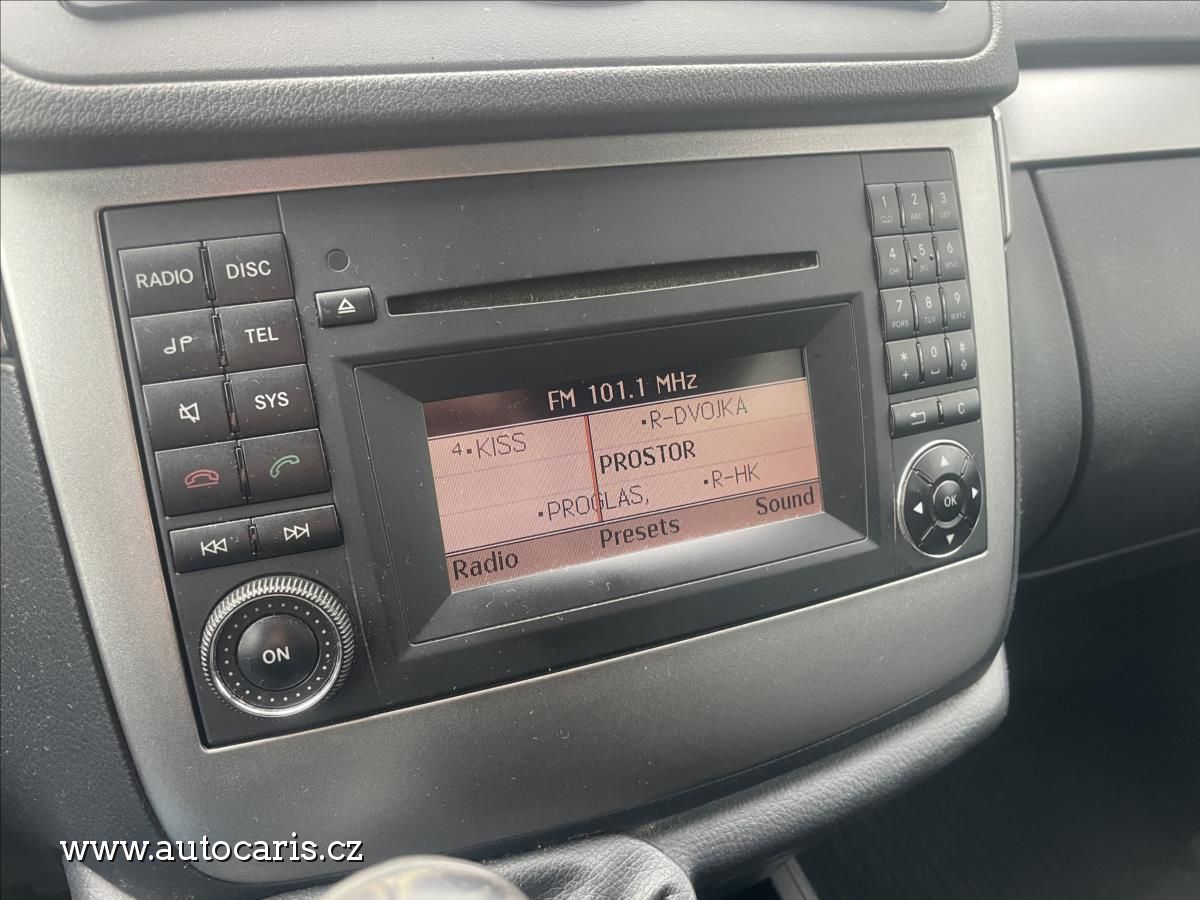 RADIO
DISC
TEL
SYS
ON
FM 101.1 MHz
4.KISS
·R-DVOJKA
PROSTOR
·PROGLAS,
·R-HK
Radio
Presets
Sound
1
2 ABC
3 DEF
4 GHI
5 JKL
6 MNO
7 PQRS
8 TUV
9 WXYZ
* +
0
#
C
OK
www.autocaris.cz